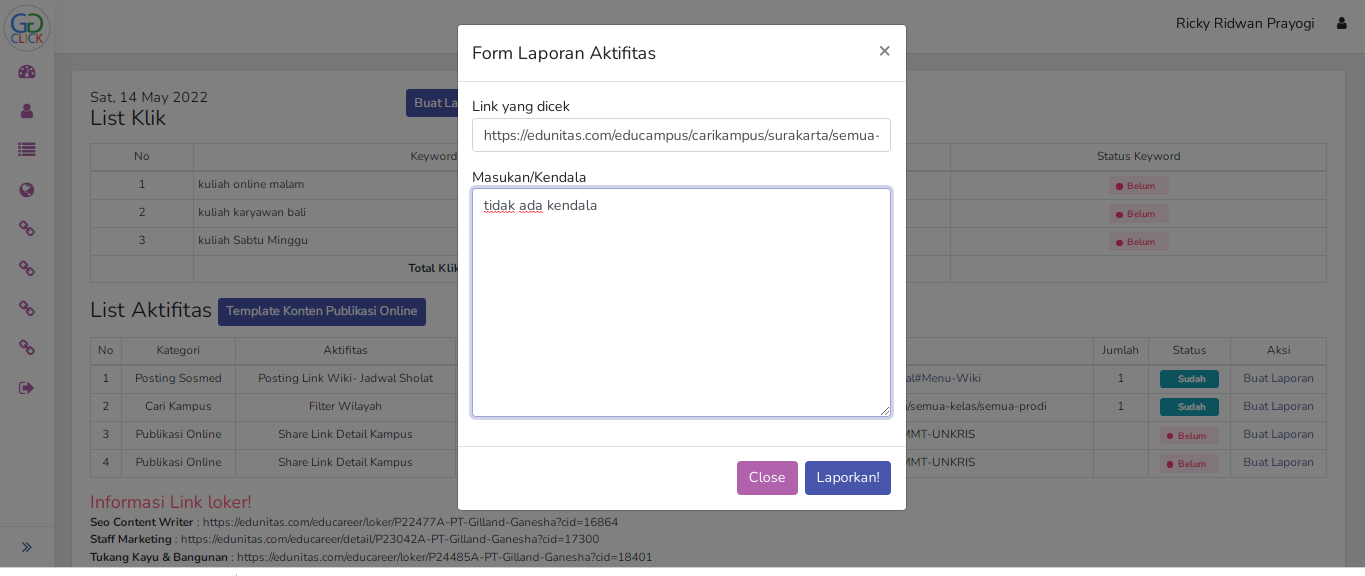 GG
CLICK
Ricky Ridwan Prayogi
Form Laporan Aktifitas
×
Link yang dicek
https://edunitas.com/educampus/carikampus/surakarta/semua-
Masukan/Kendala
tidak ada kendala
Close Laporkan!
Sat, 14 May 2022
List Klik
Buat La
No Keyword Status Keyword
1 kuliah online malam Belum
2 kuliah karyawan bali Belum
3 kuliah Sabtu Minggu Belum
Total Klik
List Aktifitas Template Konten Publikasi Online
No Kategori Aktifitas Jumlah Status Aksi
1 Posting Sosmed Posting Link Wiki- Jadwal Sholat al#Menu-Wiki 1 Sudah Buat Laporan
2 Cari Kampus Filter Wilayah /semua-kelas/semua-prodi 1 Sudah Buat Laporan
3 Publikasi Online Share Link Detail Kampus MMT-UNKRIS Belum Buat Laporan
4 Publikasi Online Share Link Detail Kampus MMT-UNKRIS Belum Buat Laporan
Informasi Link loker!
Seo Content Writer : https://edunitas.com/educareer/loker/P22477A-PT-Gilland-Ganesha?cid=16864
Staff Marketing : https://edunitas.com/educareer/detail/P23042A-PT-Gilland-Ganesha?cid=17300
Tukang Kayu & Bangunan : https://edunitas.com/educareer/loker/P24485A-PT-Gilland-Ganesha?cid=18401